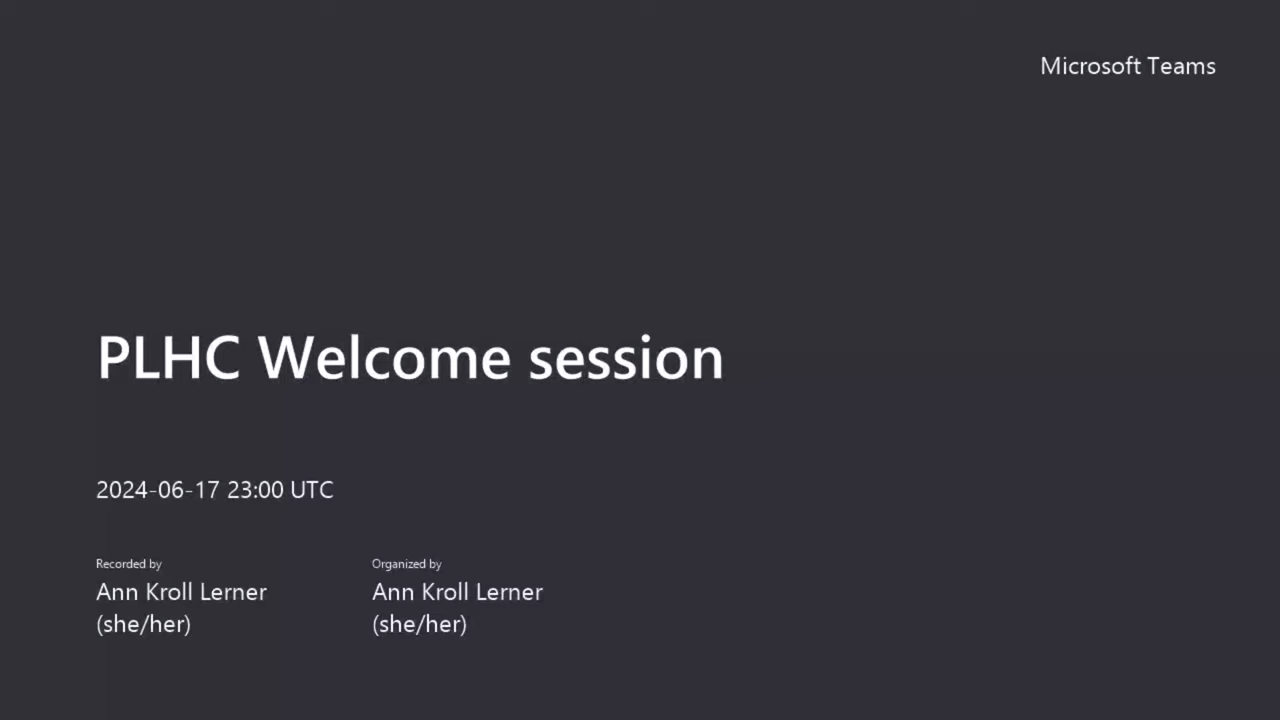 Microsoft Teams
PLHC Welcome session
2024-06-17 23:00 UTC
Recorded by
Ann Kroll Lerner
(she/her)
Organized by
Ann Kroll Lerner
(she/her)